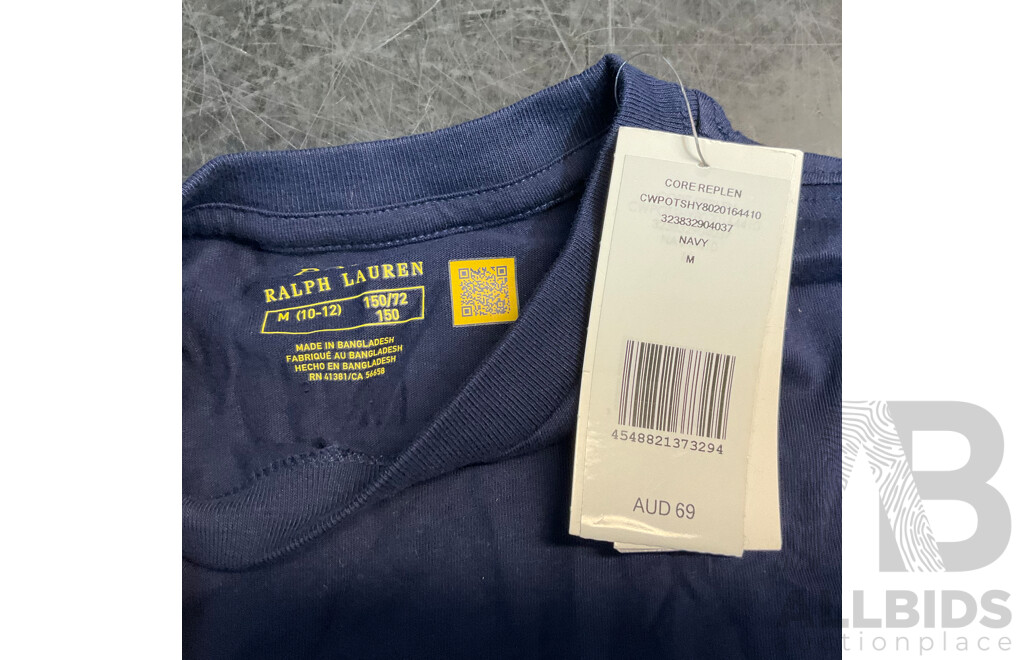 RALPH LAUREN
M (10-12) 150/72
150
MADE IN BANGLADESH
FABRIQUÉ AU BANGLADESH
HECHO EN BANGLADESH
RN 41381/CA 56658
CORE REPLEN
CWPOTSHY8020164410
323832904037
NAVY
M
4548821373294
AUD 69
AB
ALLBIDS
auctionplace